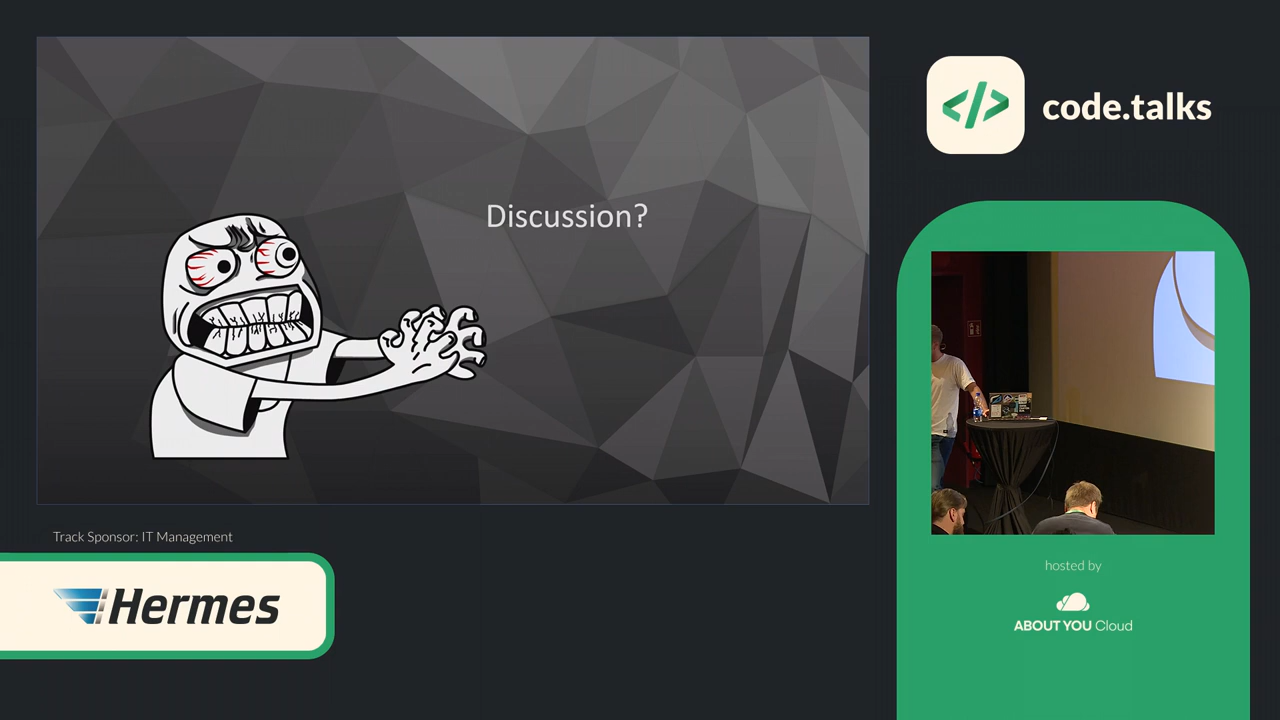 Discussion?
</>
code.talks
Track Sponsor: IT Management
Hermes
hosted by
ABOUT YOU Cloud